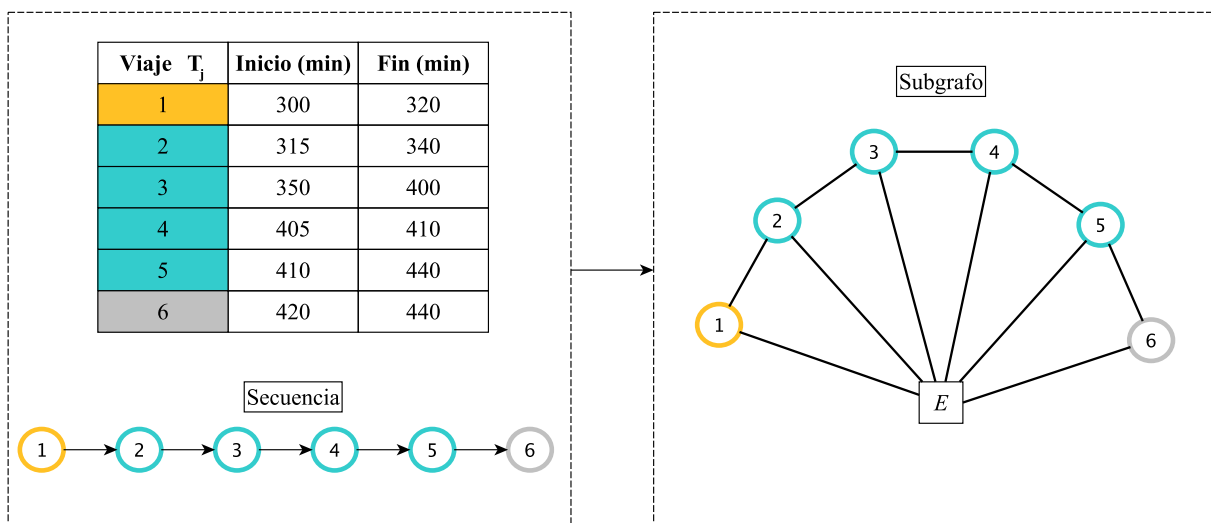 Viaje Tj Inicio (min) Fin (min)
1 300 320
2 315 340
3 350 400
4 405 410
5 410 440
6 420 440
Secuencia
1 2 3 4 5 6
Subgrafo
3 4
2 5
1 6
E